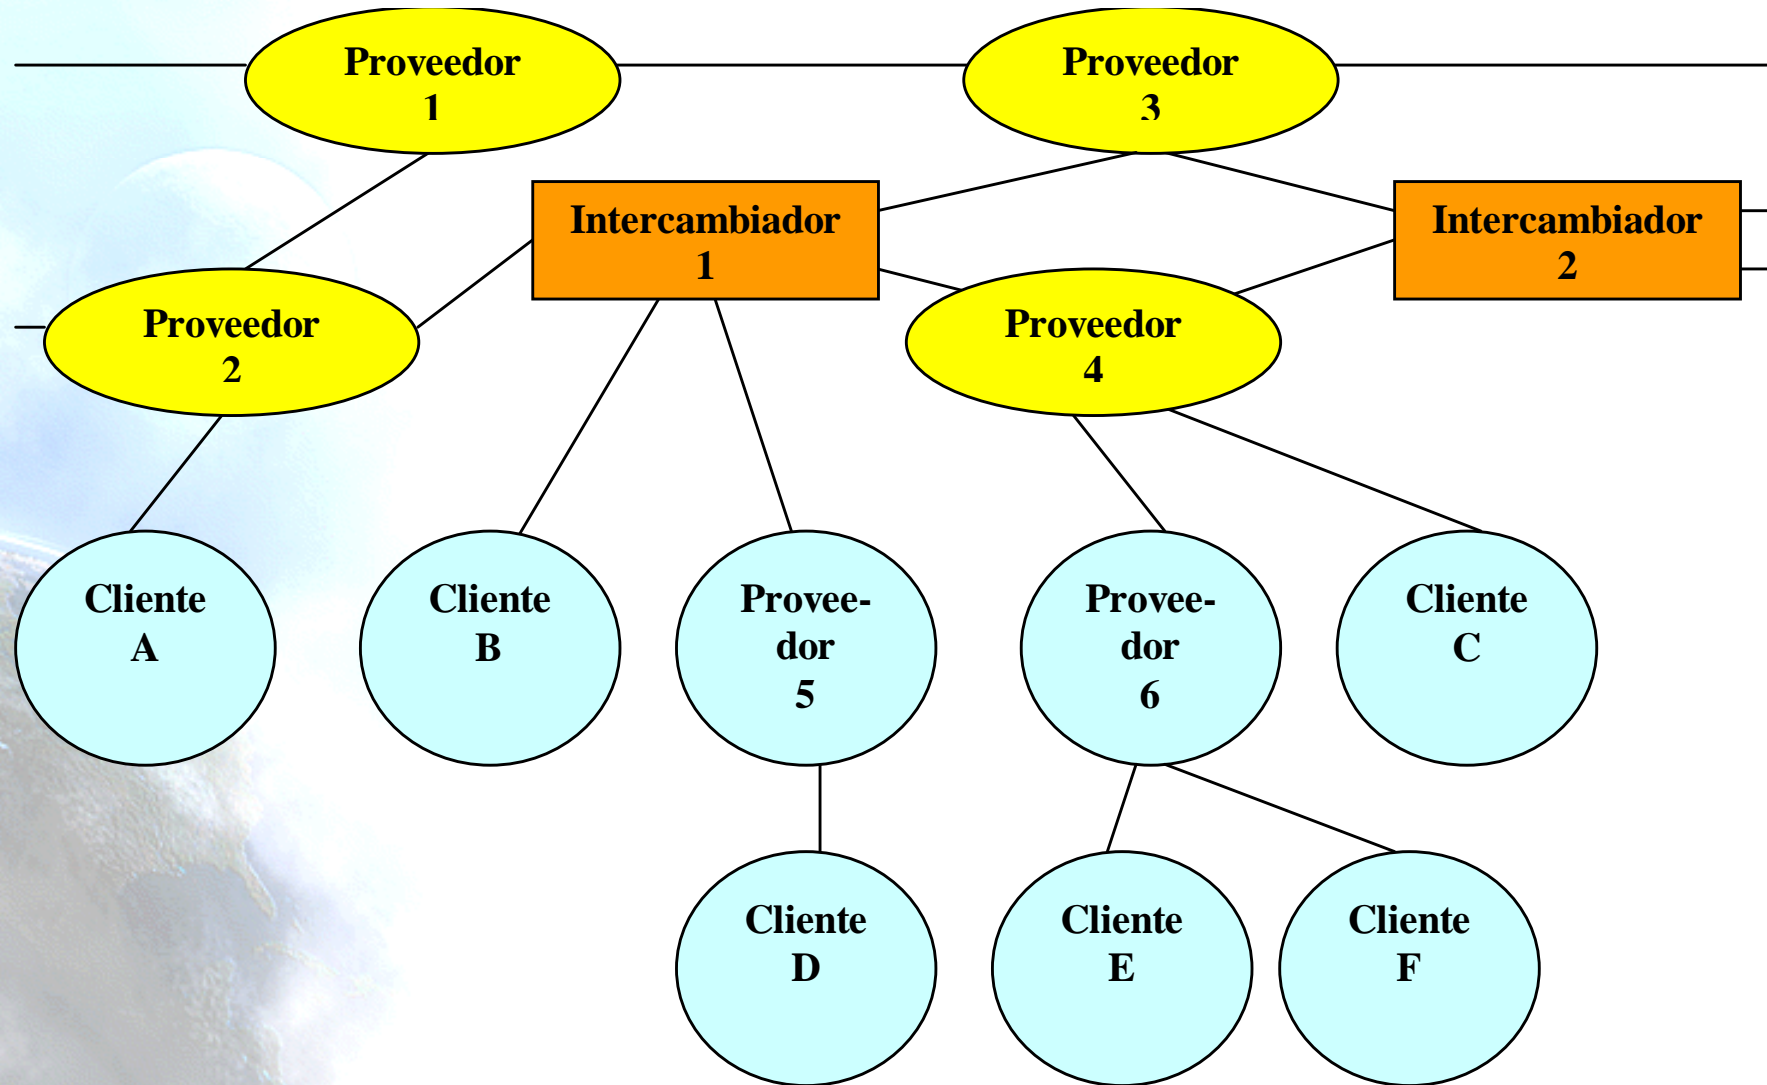 Proveedor
1
Proveedor
3
Intercambiador
1
Intercambiador
2
Proveedor
2
Proveedor
4
Cliente
A
Cliente
B
Provee-
dor
5
Provee-
dor
6
Cliente
C
Cliente
D
Cliente
E
Cliente
F